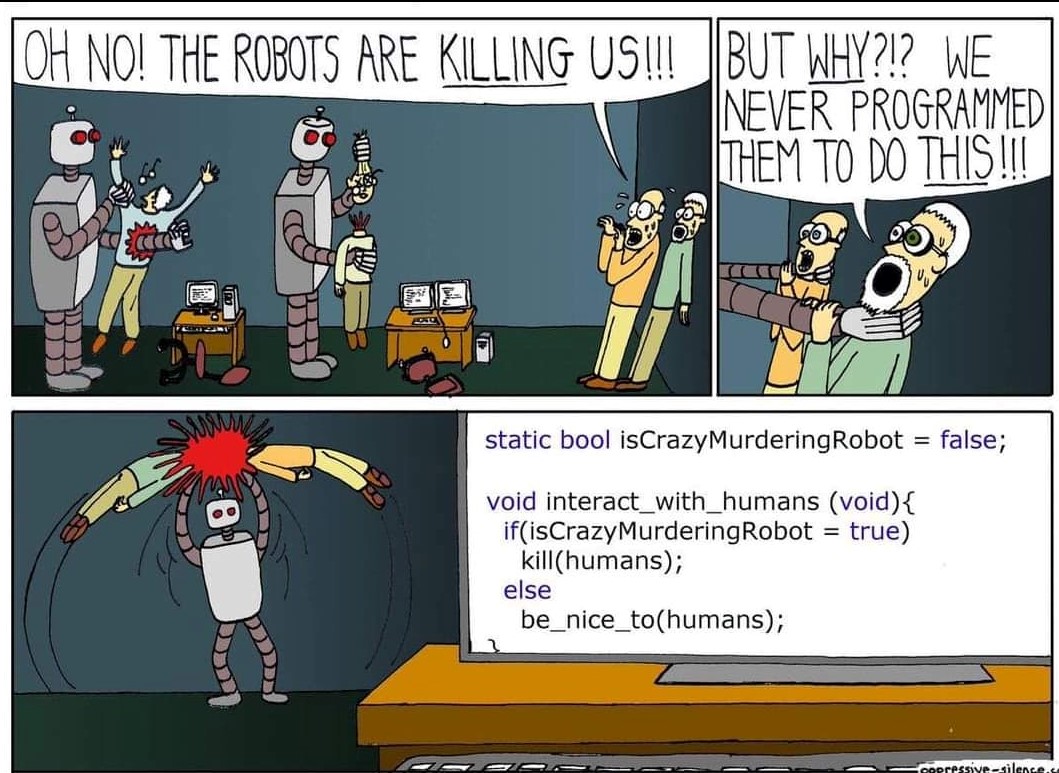 OH NO! THE ROBOTS ARE KILLING US!!!
BUT WHY?!? WE
NEVER PROGRAMMED
THEM TO DO THIS!!!
static bool isCrazyMurderingRobot = false;
void interact_with_humans (void){
if(isCrazyMurderingRobot = true)
kill(humans);
else
be_nice_to(humans);
}